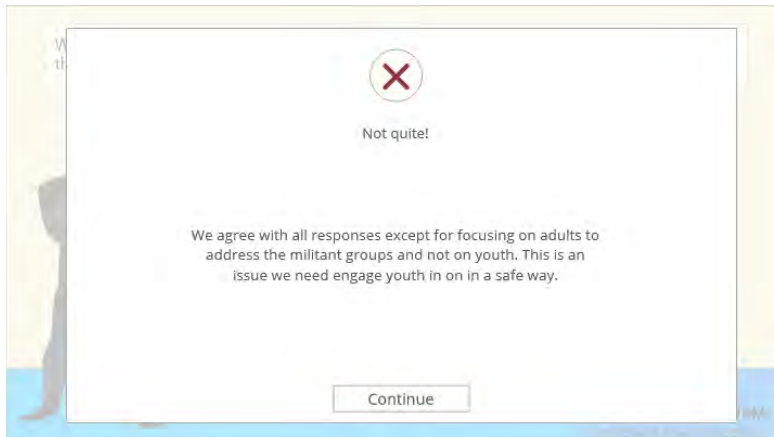 Not quite!
We agree with all responses except for focusing on adults to
address the militant groups and not on youth. This is an
issue we need engage youth in on in a safe way.
Continue